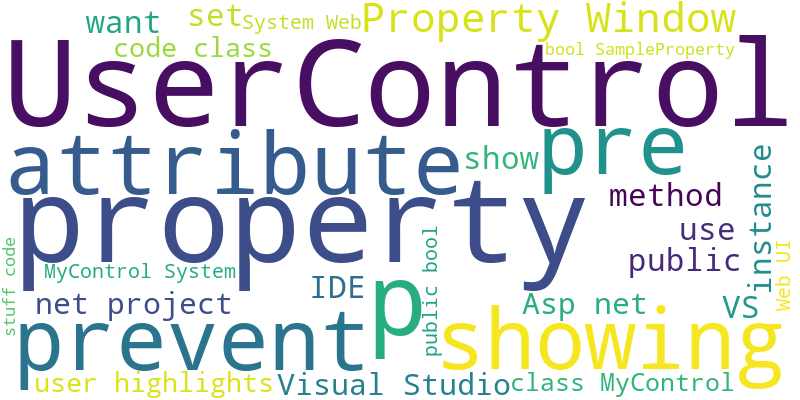 want
set
System Web
Property Window
code class
bool SampleProperty
UserControl
attribute
show
pre
instance
property
method
use
public
MyControl System
IDE
p
public bool
Web UI
stuff code
net project
Asp net
VS
prevent
showing
user highlights
Visual Studio
class MyControl